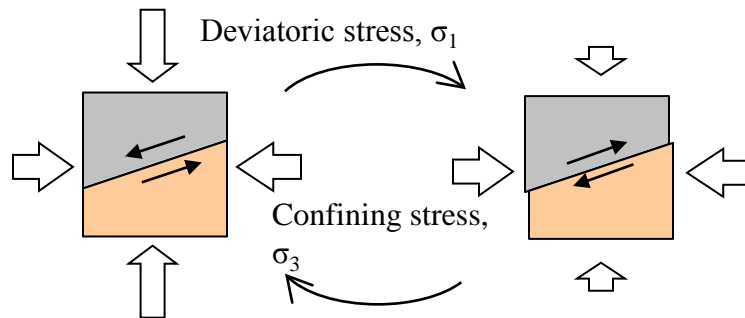 Deviatoric stress, σ₁
Confining stress,
σ₃